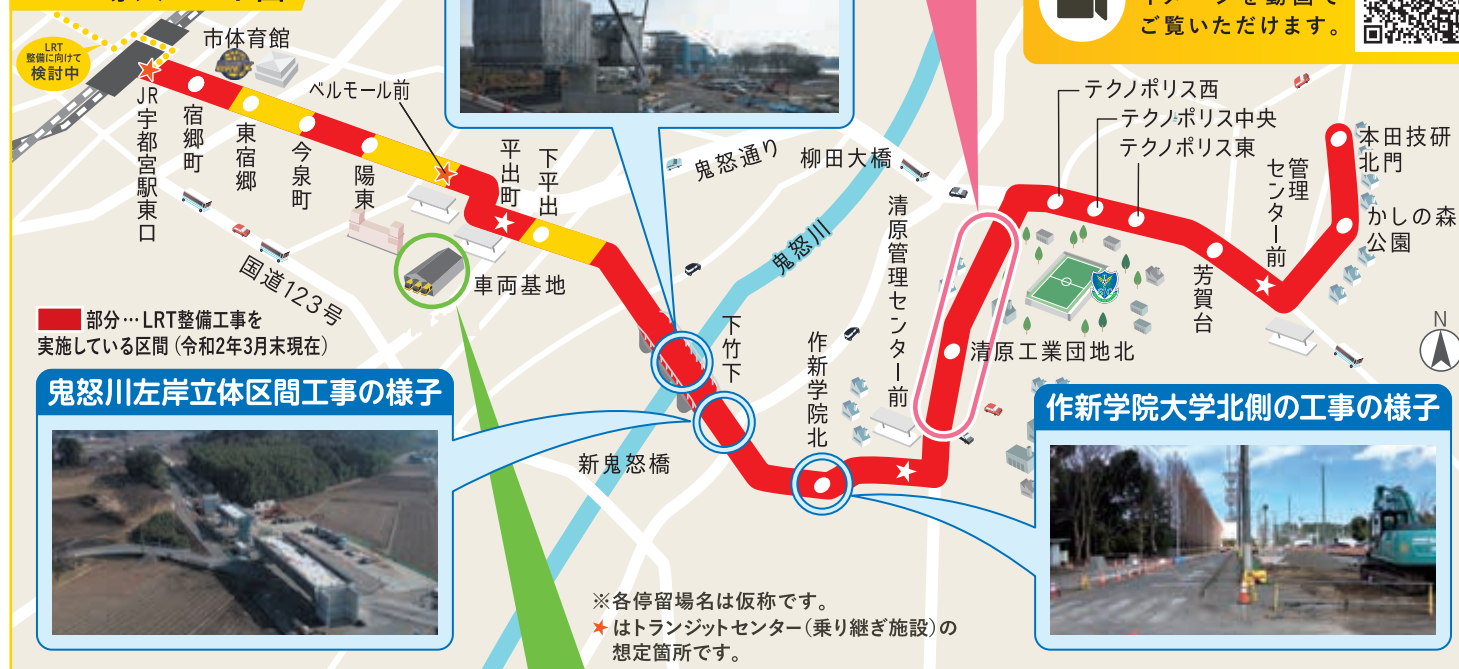 イメージを動画で
ご覧いただけます。
LRT
整備に向けて
検討中
市体育館
ベルモール前
JR宇都宮駅東口
宿郷町
東宿郷
今泉町
陽東
平出町
下平出
鬼怒通り
柳田大橋
鬼怒川
清原管理センター前
テクノポリス西
テクノポリス中央
テクノポリス東
管理
センター前
本田技研
北門
かしの森
公園
芳賀台
国道123号
車両基地
下竹下
作新学院北
清原工業団地北
新鬼怒橋
N
部分…LRT整備工事を
実施している区間(令和2年3月末現在)
鬼怒川左岸立体区間工事の様子
作新学院大学北側の工事の様子
※各停留場名は仮称です。
★はトランジットセンター(乗り継ぎ施設)の
想定箇所です。